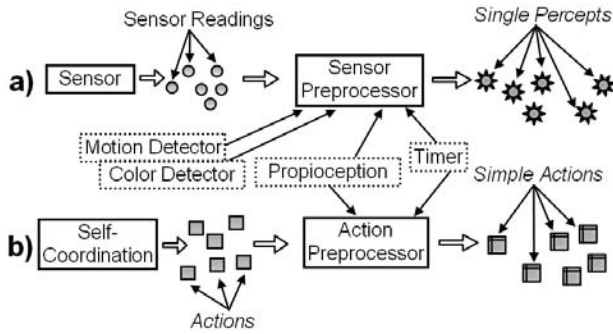 Sensor Readings
Single Percepts
a)
Sensor
Sensor
Preprocessor
Motion Detector
Color Detector
Propioception
Timer
Simple Actions
b)
Self-
Coordination
Action
Preprocessor
Actions